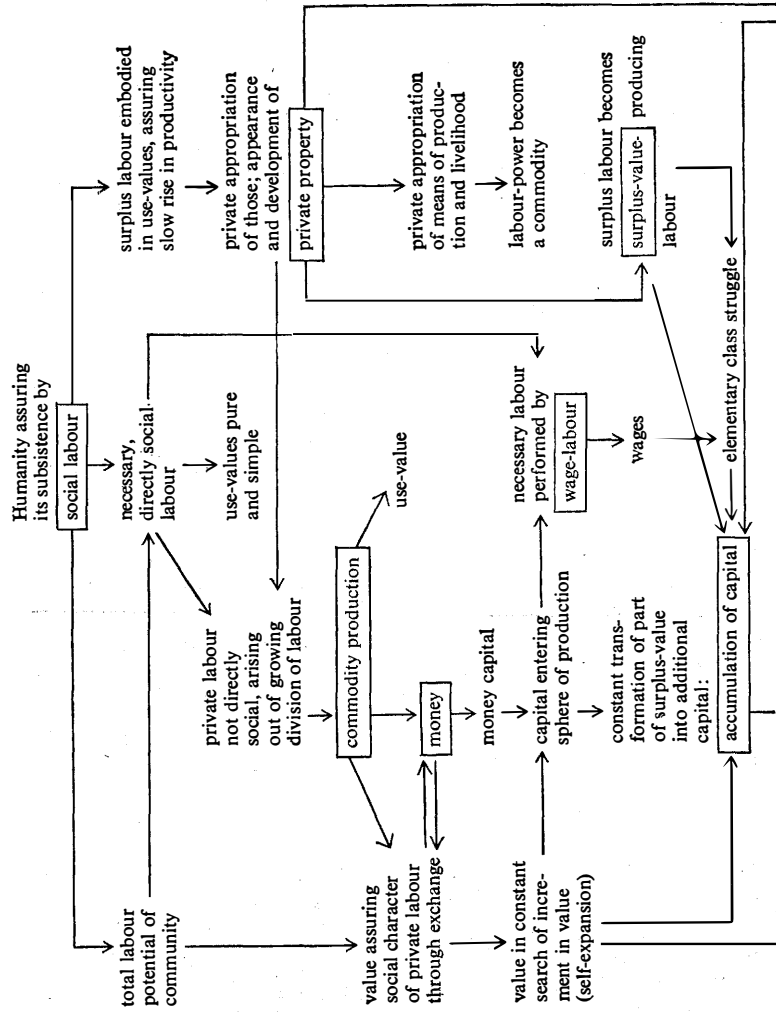 Humanity assuring
its subsistence by
social labour
total labour
potential of
community
necessary,
directly social
labour
surplus labour embodied
in use-values, assuring
slow rise in productivity
use-values pure
and simple
private appropriation
of those; appearance
and development of
private property
private labour
not directly
social, arising
out of growing
division of labour
commodity production
use-value
private appropriation
of means of produc-
tion and livelihood
value assuring
social character
of private labour
through exchange
money
labour-power becomes
a commodity
money capital
value in constant
search of incre-
ment in value
(self-expansion)
capital entering
sphere of production
necessary labour
performed by
wage-labour
surplus labour becomes
surplus-value- producing
labour
wages
constant trans-
formation of part
of surplus-value
into additional
capital:
accumulation of capital
elementary class struggle